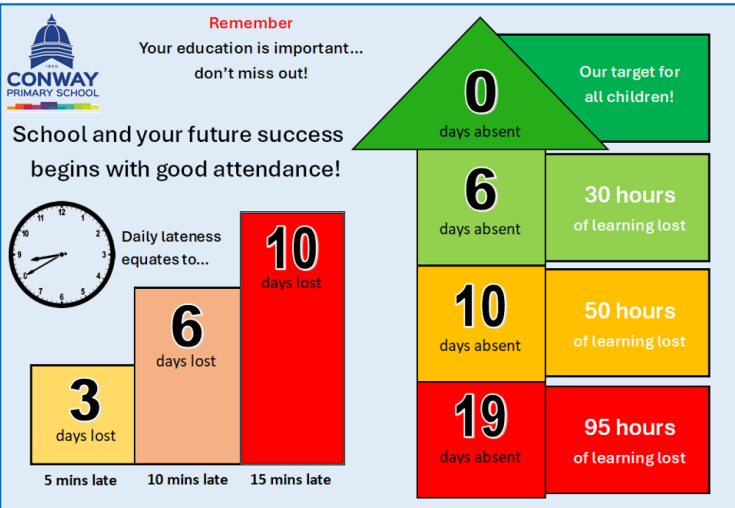 Remember
Your education is important...
don't miss out!
1900
CONWAY
PRIMARY SCHOOL
School and your future success
begins with good attendance!
12
11
1
10
2
9
3
8
4
7
5
6
Daily lateness
equates to...
3
days lost
6
days lost
10
days lost
5 mins late
10 mins late
15 mins late
0
days absent
Our target for
all children!
6
days absent
30 hours
of learning lost
10
days absent
50 hours
of learning lost
19
days absent
95 hours
of learning lost